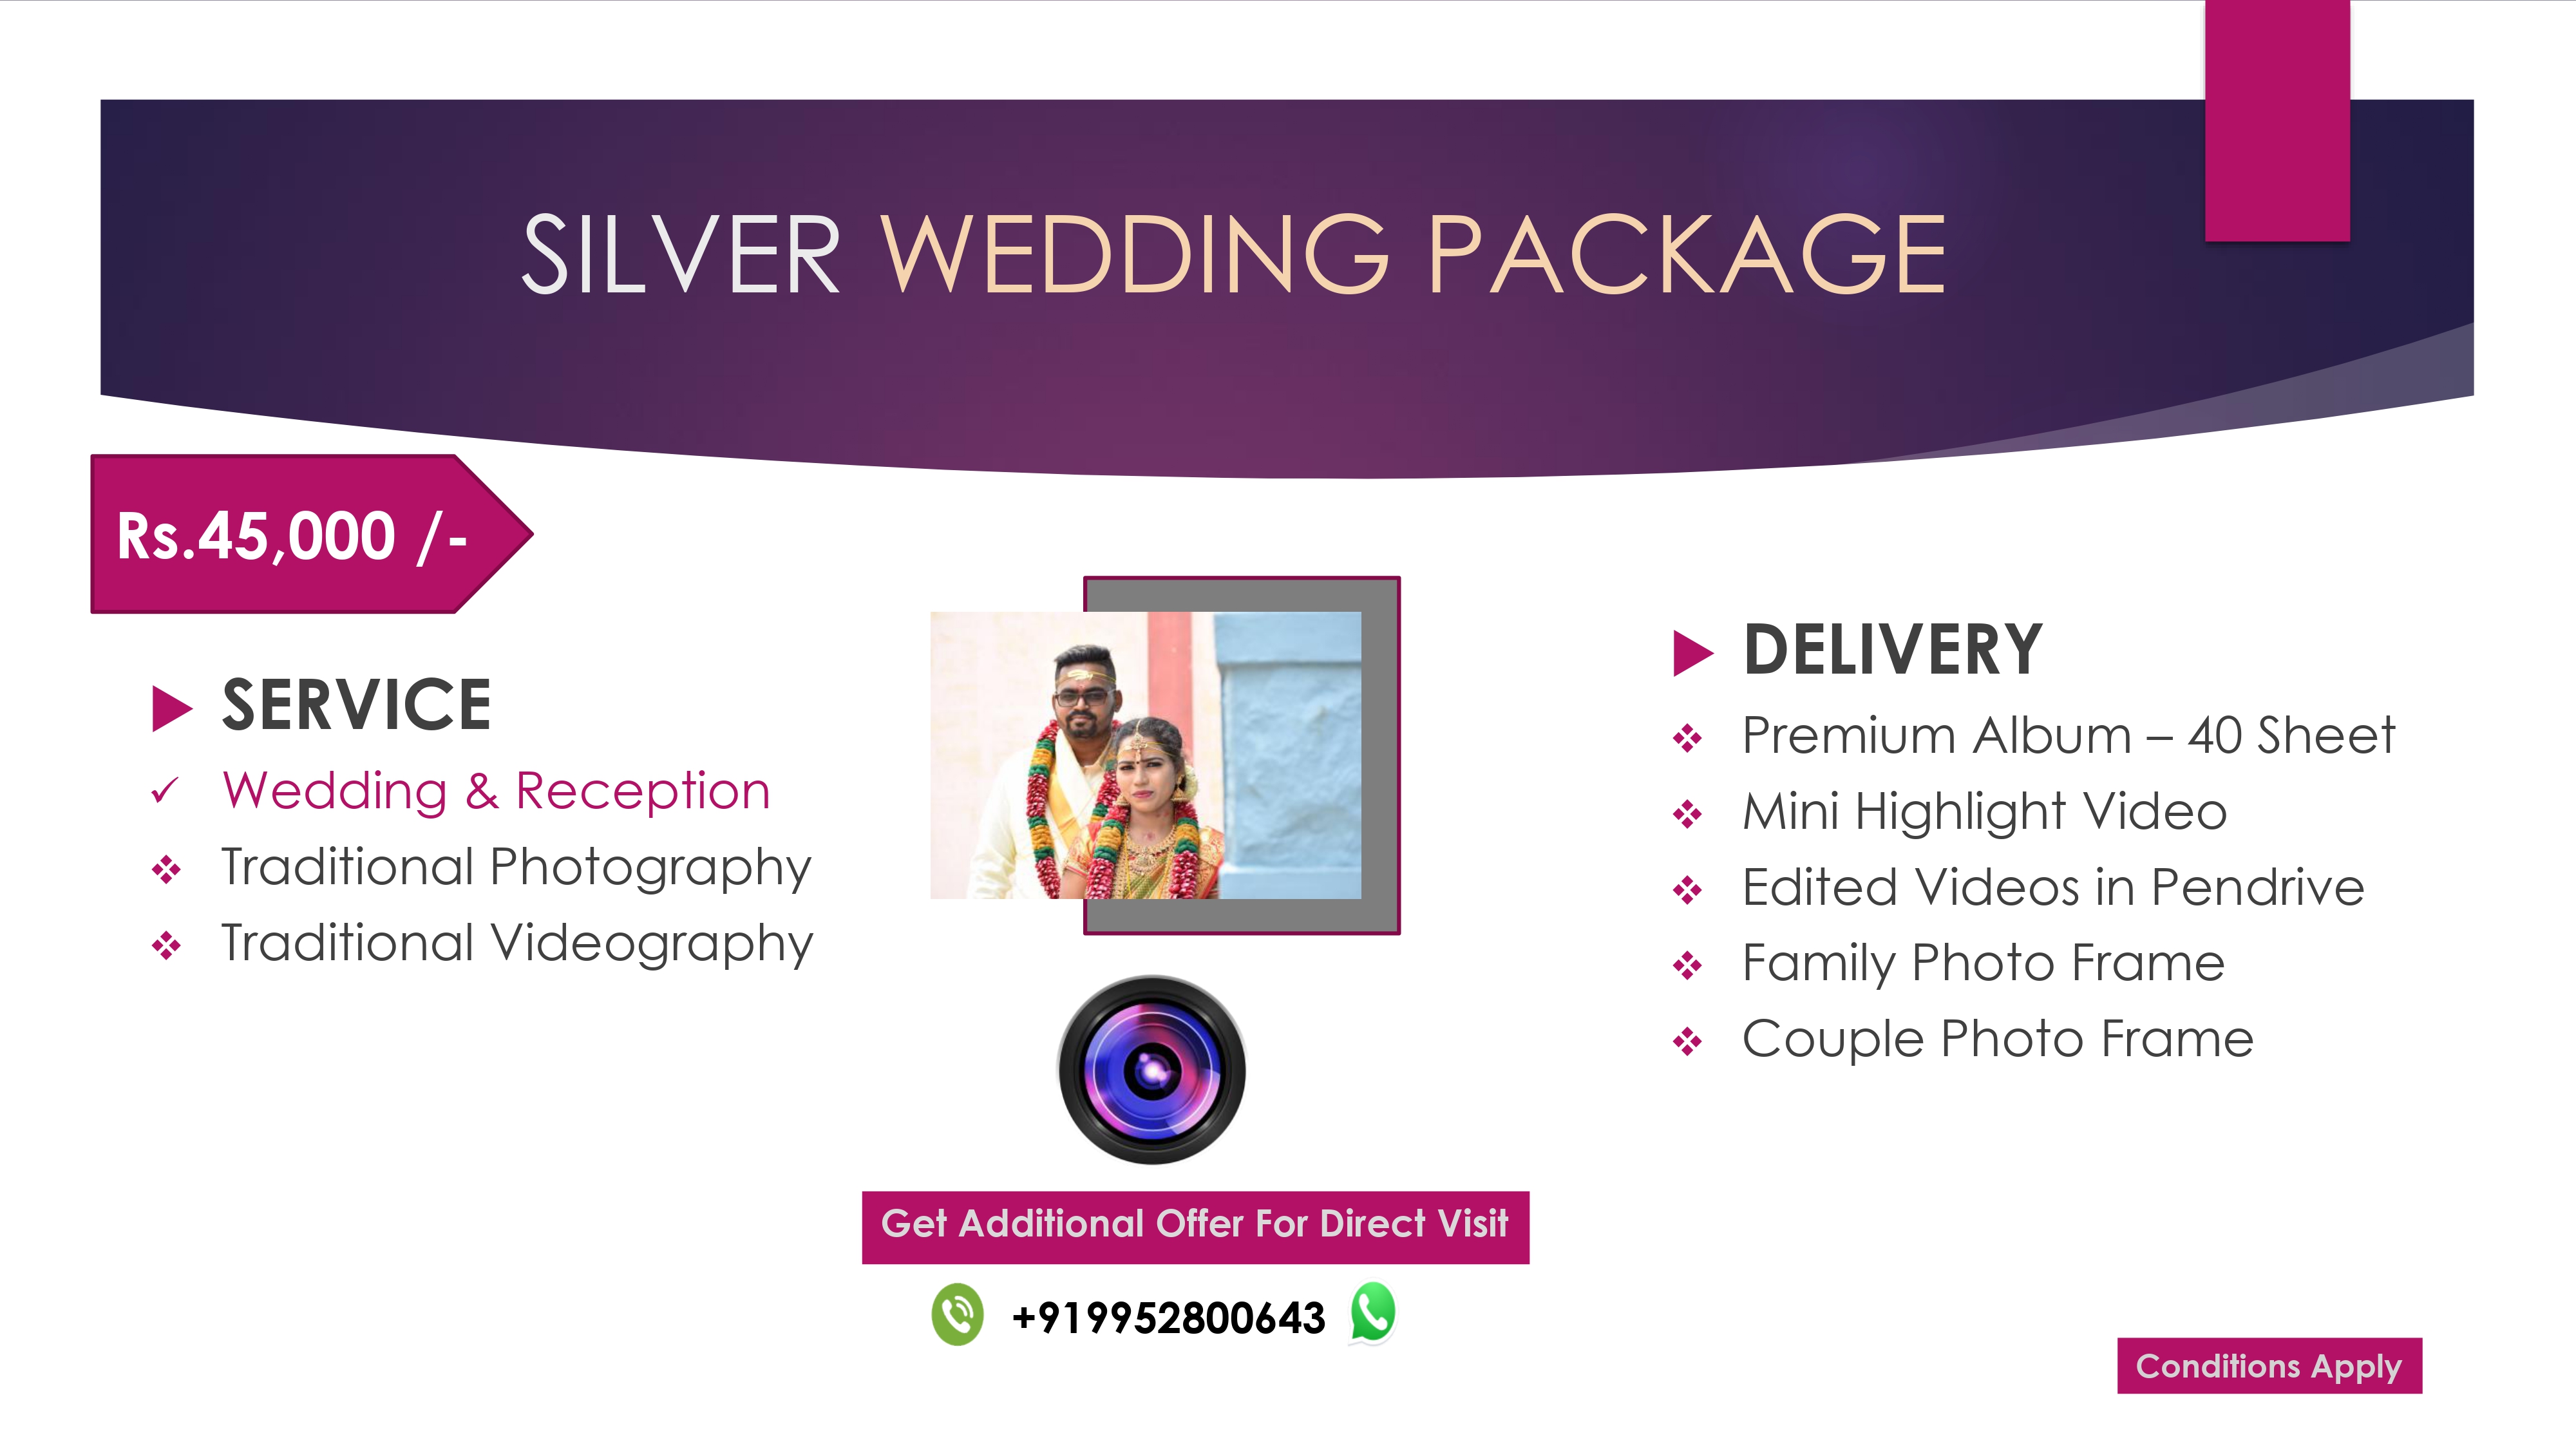 SILVER WEDDING PACKAGE
Rs.45,000 /-
SERVICE
Wedding & Reception
Traditional Photography
Traditional Videography
DELIVERY
Premium Album – 40 Sheet
Mini Highlight Video
Edited Videos in Pendrive
Family Photo Frame
Couple Photo Frame
Get Additional Offer For Direct Visit
+919952800643
Conditions Apply